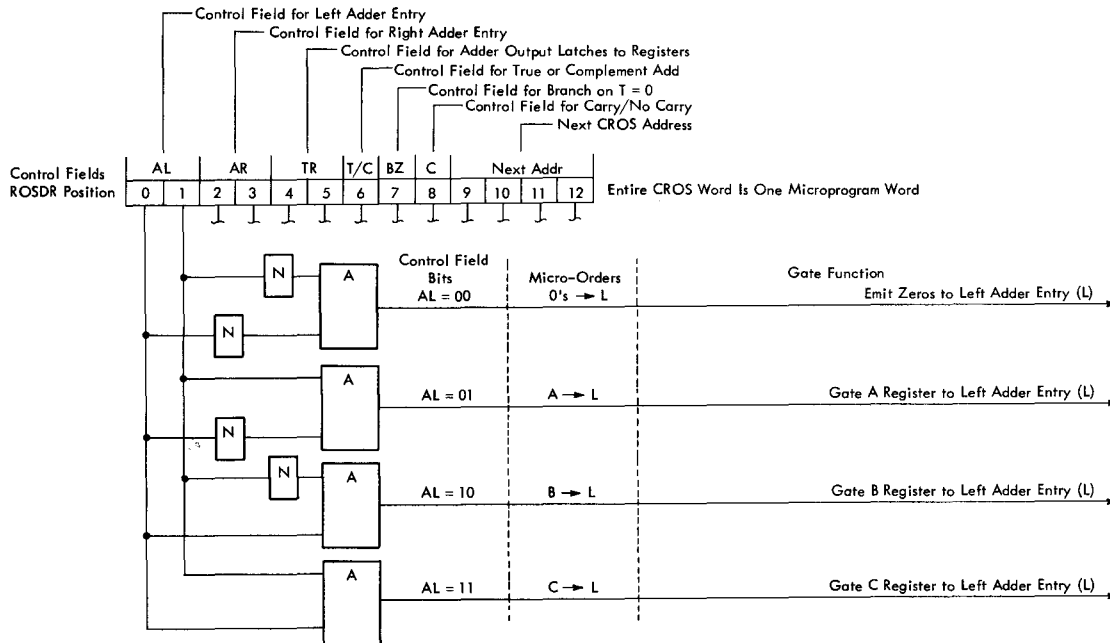 Control Field for Left Adder Entry
Control Field for Right Adder Entry
Control Field for Adder Output Latches to Registers
Control Field for True or Complement Add
Control Field for Branch on T = 0
Control Field for Carry/No Carry
Next CROS Address
Control Fields AL AR TR T/C BZ C Next Addr
ROSDR Position 0 1 2 3 4 5 6 7 8 9 10 11 12 Entire CROS Word Is One Microprogram Word
Control Field Bits
Micro-Orders
Gate Function
N A AL = 00 0's → L Emit Zeros to Left Adder Entry (L)
N
A AL = 01 A → L Gate A Register to Left Adder Entry (L)
N
N A AL = 10 B → L Gate B Register to Left Adder Entry (L)
A AL = 11 C → L Gate C Register to Left Adder Entry (L)